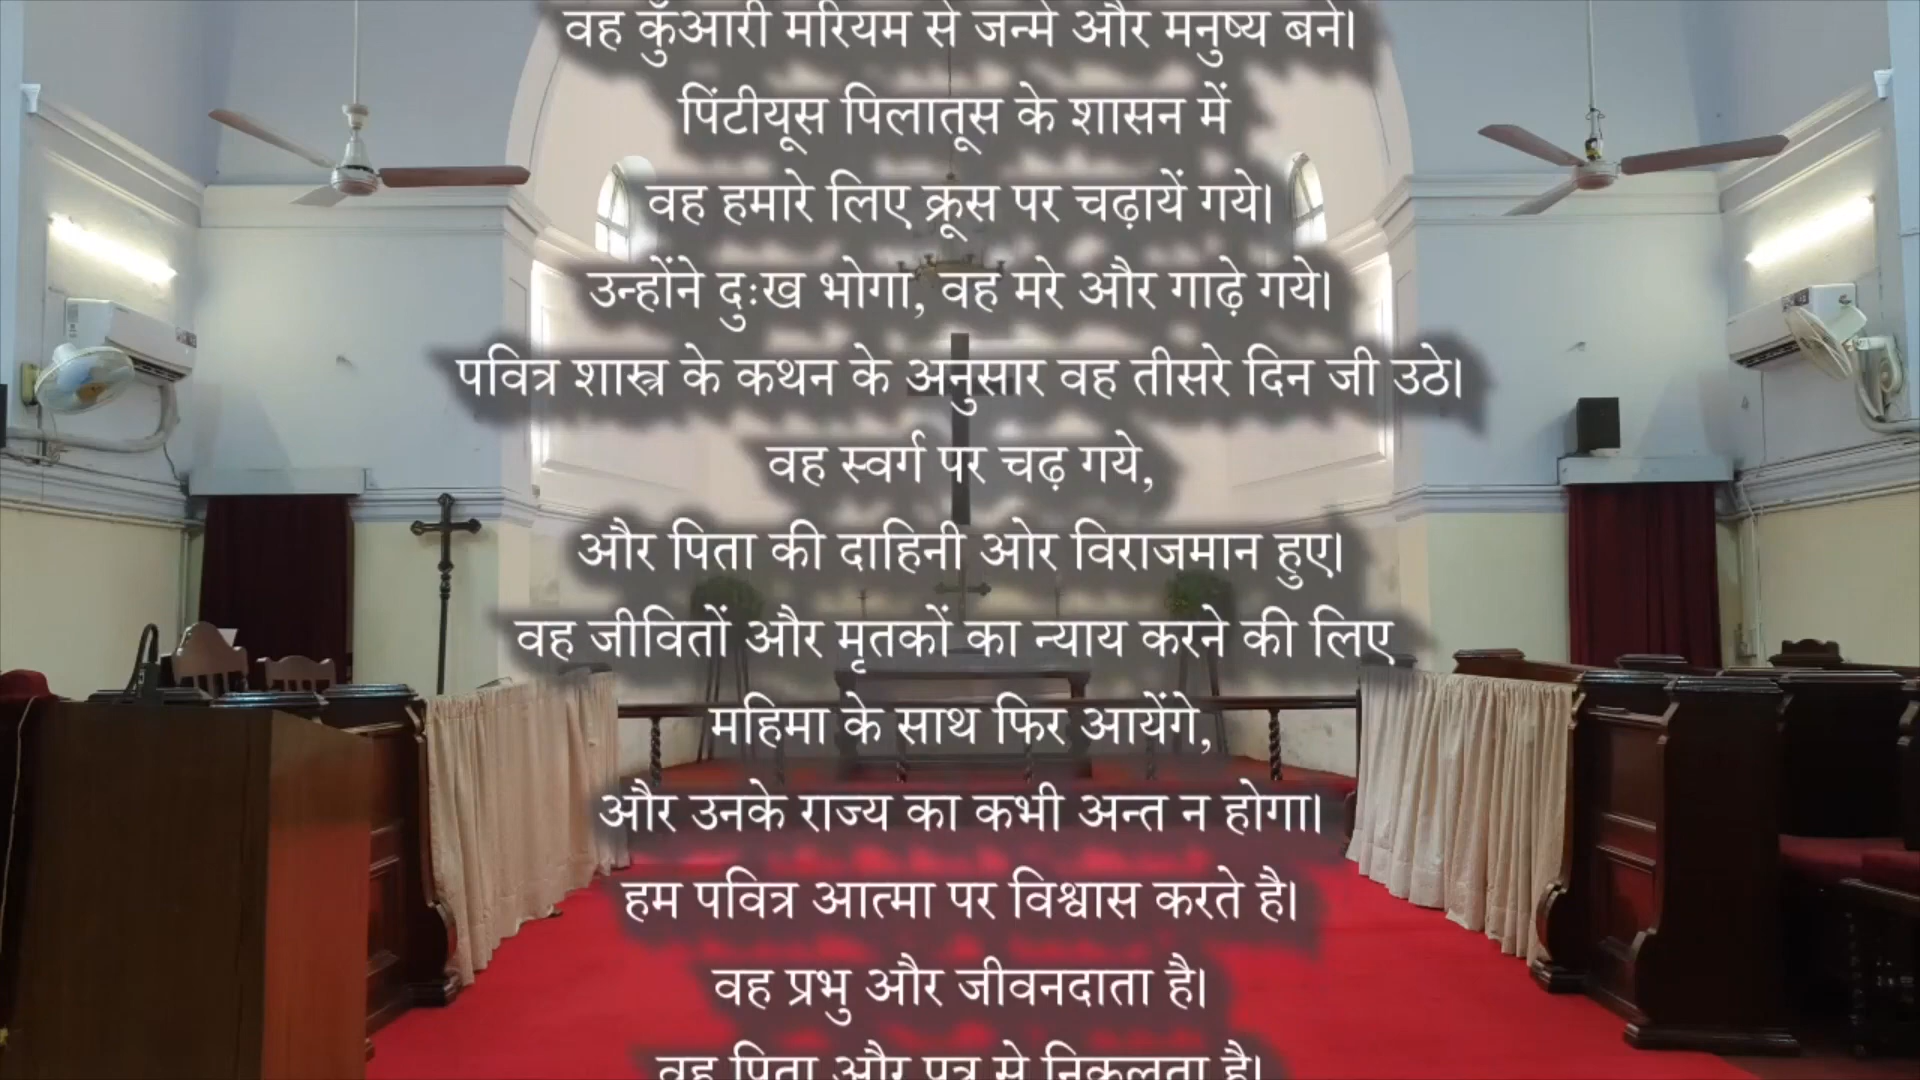 वह कुँआरी मरियम से जन्मे और मनुष्य बने।
पिंटीयूस पिलातूस के शासन में
वह हमारे लिए क्रूस पर चढ़ायें गये।
उन्होंने दुःख भोगा, वह मरे और गाढ़े गये।
पवित्र शास्त्र के कथन के अनुसार वह तीसरे दिन जी उठे।
वह स्वर्ग पर चढ़ गये,
और पिता की दाहिनी ओर विराजमान हुए।
वह जीवितों और मृतकों का न्याय करने की लिए
महिमा के साथ फिर आयेंगे,
और उनके राज्य का कभी अन्त न होगा।
हम पवित्र आत्मा पर विश्वास करते है।
वह प्रभु और जीवनदाता है।
वह पिता और पुत्र से निकलता है।